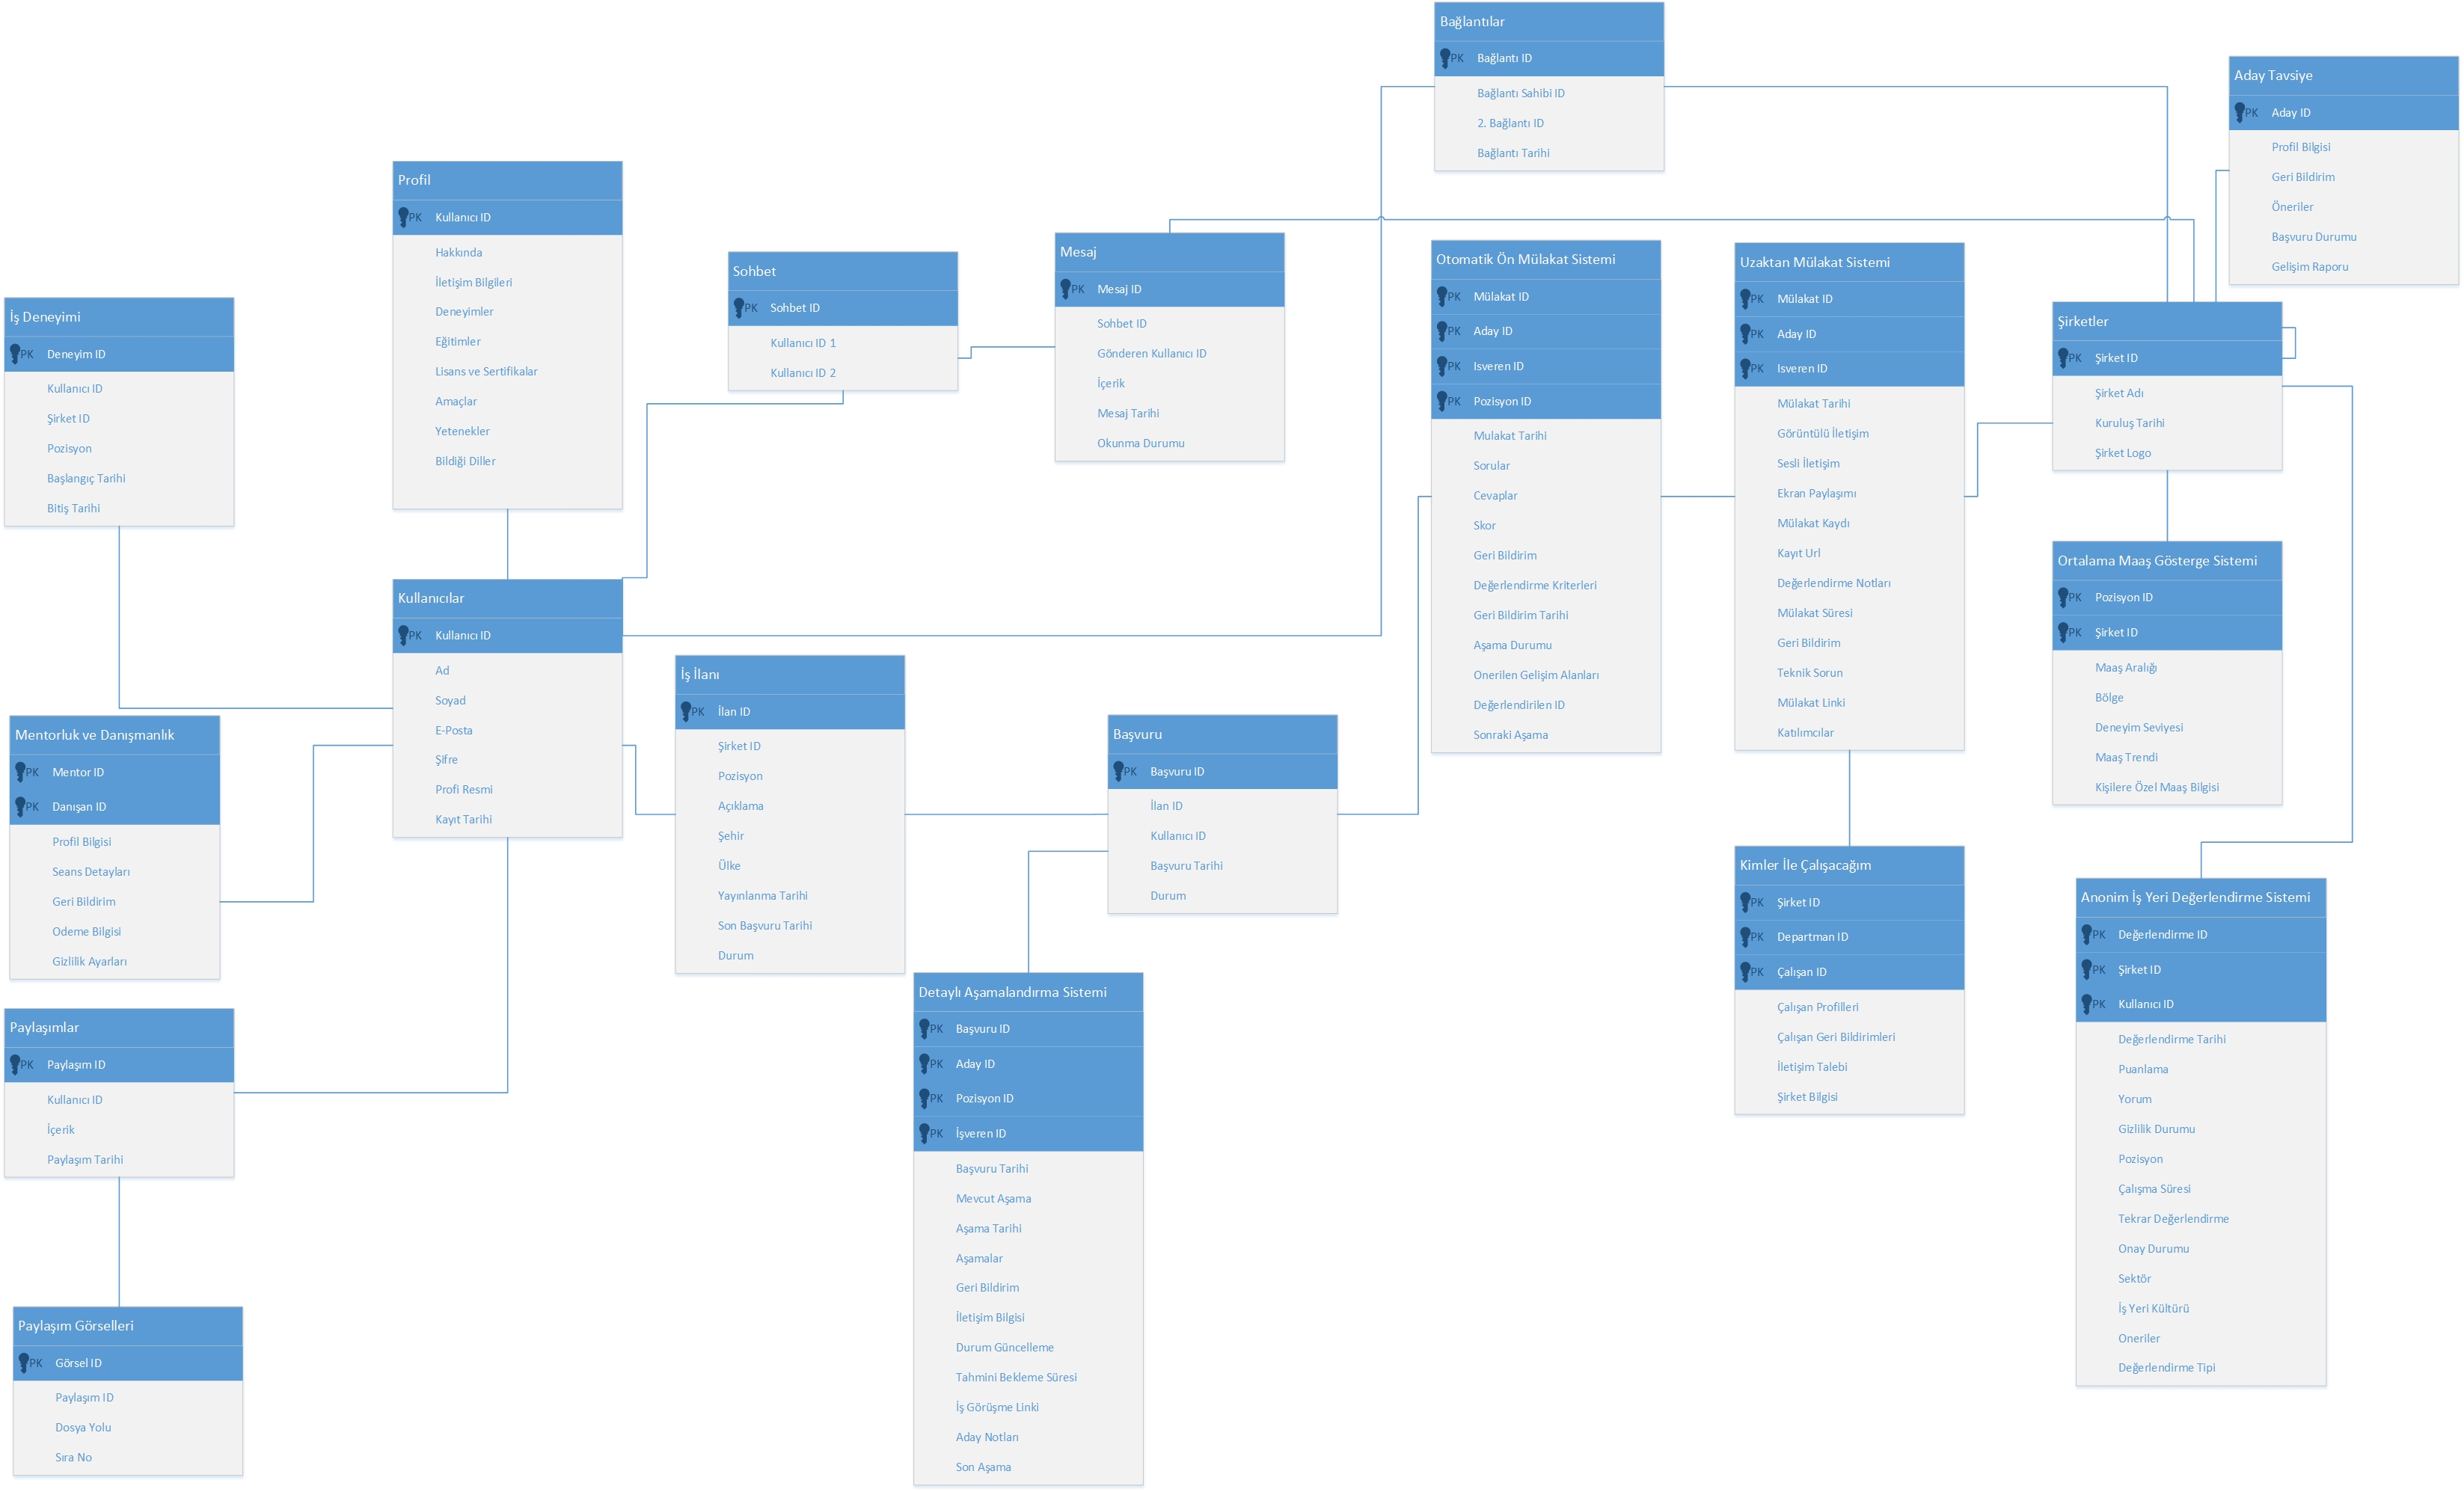 Bağlantılar
PK Bağlantı ID
Bağlantı Sahibi ID
2. Bağlantı ID
Bağlantı Tarihi
Aday Tavsiye
PK Aday ID
Profil Bilgisi
Geri Bildirim
Öneriler
Başvuru Durumu
Gelişim Raporu
Profil
PK Kullanıcı ID
Hakkında
İletişim Bilgileri
Deneyimler
Eğitimler
Lisans ve Sertifikalar
Amaçlar
Yetenekler
Bildiği Diller
Sohbet
PK Sohbet ID
Kullanıcı ID 1
Kullanıcı ID 2
Mesaj
PK Mesaj ID
Sohbet ID
Gönderen Kullanıcı ID
İçerik
Mesaj Tarihi
Okunma Durumu
Otomatik Ön Mülakat Sistemi
PK Mülakat ID
PK Aday ID
PK Isveren ID
PK Pozisyon ID
Mulakat Tarihi
Sorular
Cevaplar
Skor
Geri Bildirim
Değerlendirme Kriterleri
Geri Bildirim Tarihi
Aşama Durumu
Onerilen Gelişim Alanları
Değerlendirilen ID
Sonraki Aşama
Uzaktan Mülakat Sistemi
PK Mülakat ID
PK Aday ID
PK Isveren ID
Mülakat Tarihi
Görüntülü İletişim
Sesli İletişim
Ekran Paylaşımı
Mülakat Kaydı
Kayıt Url
Değerlendirme Notları
Mülakat Süresi
Geri Bildirim
Teknik Sorun
Mülakat Linki
Katılımcılar
Şirketler
PK Şirket ID
Şirket Adı
Kuruluş Tarihi
Şirket Logo
İş Deneyimi
PK Deneyim ID
Kullanıcı ID
Şirket ID
Pozisyon
Başlangıç Tarihi
Bitiş Tarihi
Ortalama Maaş Gösterge Sistemi
PK Pozisyon ID
PK Şirket ID
Maaş Aralığı
Bölge
Deneyim Seviyesi
Maaş Trendi
Kişilere Özel Maaş Bilgisi
Kullanıcılar
PK Kullanıcı ID
Ad
Soyad
E-Posta
Şifre
Profi Resmi
Kayıt Tarihi
İş İlanı
PK İlan ID
Şirket ID
Pozisyon
Açıklama
Şehir
Ülke
Yayınlanma Tarihi
Son Başvuru Tarihi
Durum
Başvuru
PK Başvuru ID
İlan ID
Kullanıcı ID
Başvuru Tarihi
Durum
Mentorluk ve Danışmanlık
PK Mentor ID
PK Danışan ID
Profil Bilgisi
Seans Detayları
Geri Bildirim
Odeme Bilgisi
Gizlilik Ayarları
Kimler İle Çalışacağım
PK Şirket ID
PK Departman ID
PK Çalışan ID
Çalışan Profilleri
Çalışan Geri Bildirimleri
İletişim Talebi
Şirket Bilgisi
Anonim İş Yeri Değerlendirme Sistemi
PK Değerlendirme ID
PK Şirket ID
PK Kullanıcı ID
Değerlendirme Tarihi
Puanlama
Yorum
Gizlilik Durumu
Pozisyon
Çalışma Süresi
Tekrar Değerlendirme
Onay Durumu
Sektör
İş Yeri Kültürü
Oneriler
Değerlendirme Tipi
Detaylı Aşamalandırma Sistemi
PK Başvuru ID
PK Aday ID
PK Pozisyon ID
PK İşveren ID
Başvuru Tarihi
Mevcut Aşama
Aşama Tarihi
Aşamalar
Geri Bildirim
İletişim Bilgisi
Durum Güncelleme
Tahmini Bekleme Süresi
İş Görüşme Linki
Aday Notları
Son Aşama
Paylaşımlar
PK Paylaşım ID
Kullanıcı ID
İçerik
Paylaşım Tarihi
Paylaşım Görselleri
PK Görsel ID
Paylaşım ID
Dosya Yolu
Sıra No